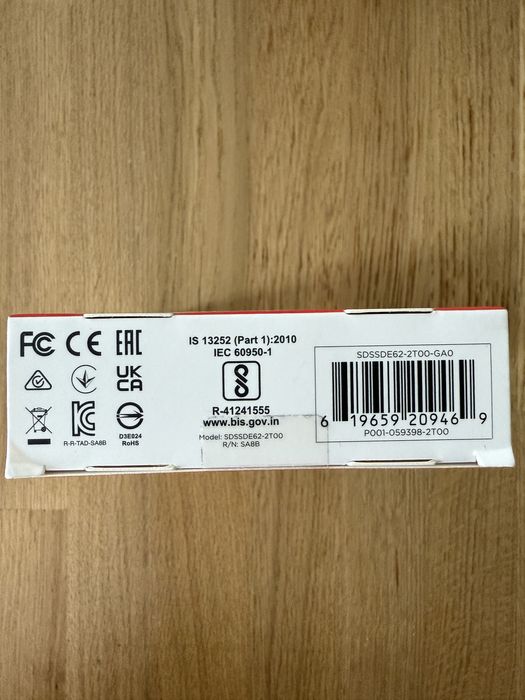 FC CE EAC
IS 13252 (Part 1):2010
IEC 60950-1
UK
CA
R-41241555
www.bis.gov.in
Model: SDSSDE62-2T00
R/N: SA8B
R-R-TAD-SA8B
D3E024
RoHS
SDSSDE62-2T00-GA0
6 19659 20946 9
P001-059398-2T00